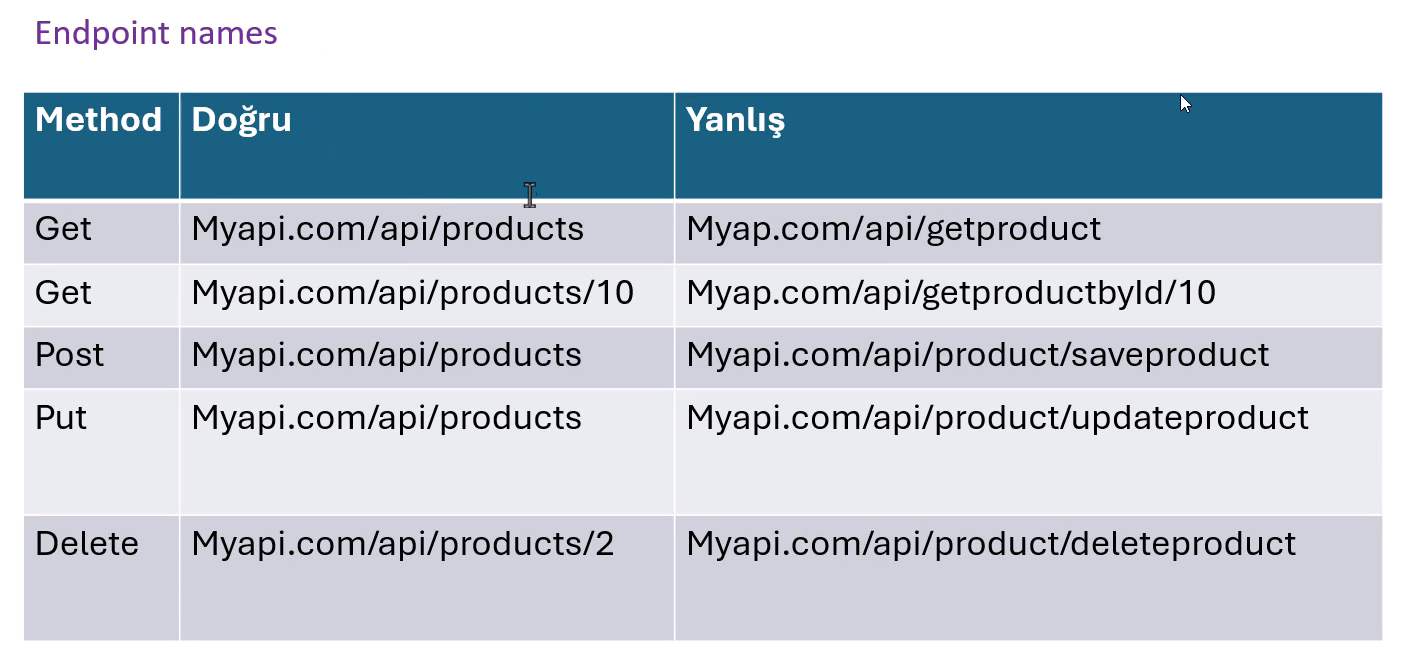 Endpoint names
Method Doğru Yanlış
Get Myapi.com/api/products Myap.com/api/getproduct
Get Myapi.com/api/products/10 Myap.com/api/getproductbyId/10
Post Myapi.com/api/products Myapi.com/api/product/saveproduct
Put Myapi.com/api/products Myapi.com/api/product/updateproduct
Delete Myapi.com/api/products/2 Myapi.com/api/product/deleteproduct